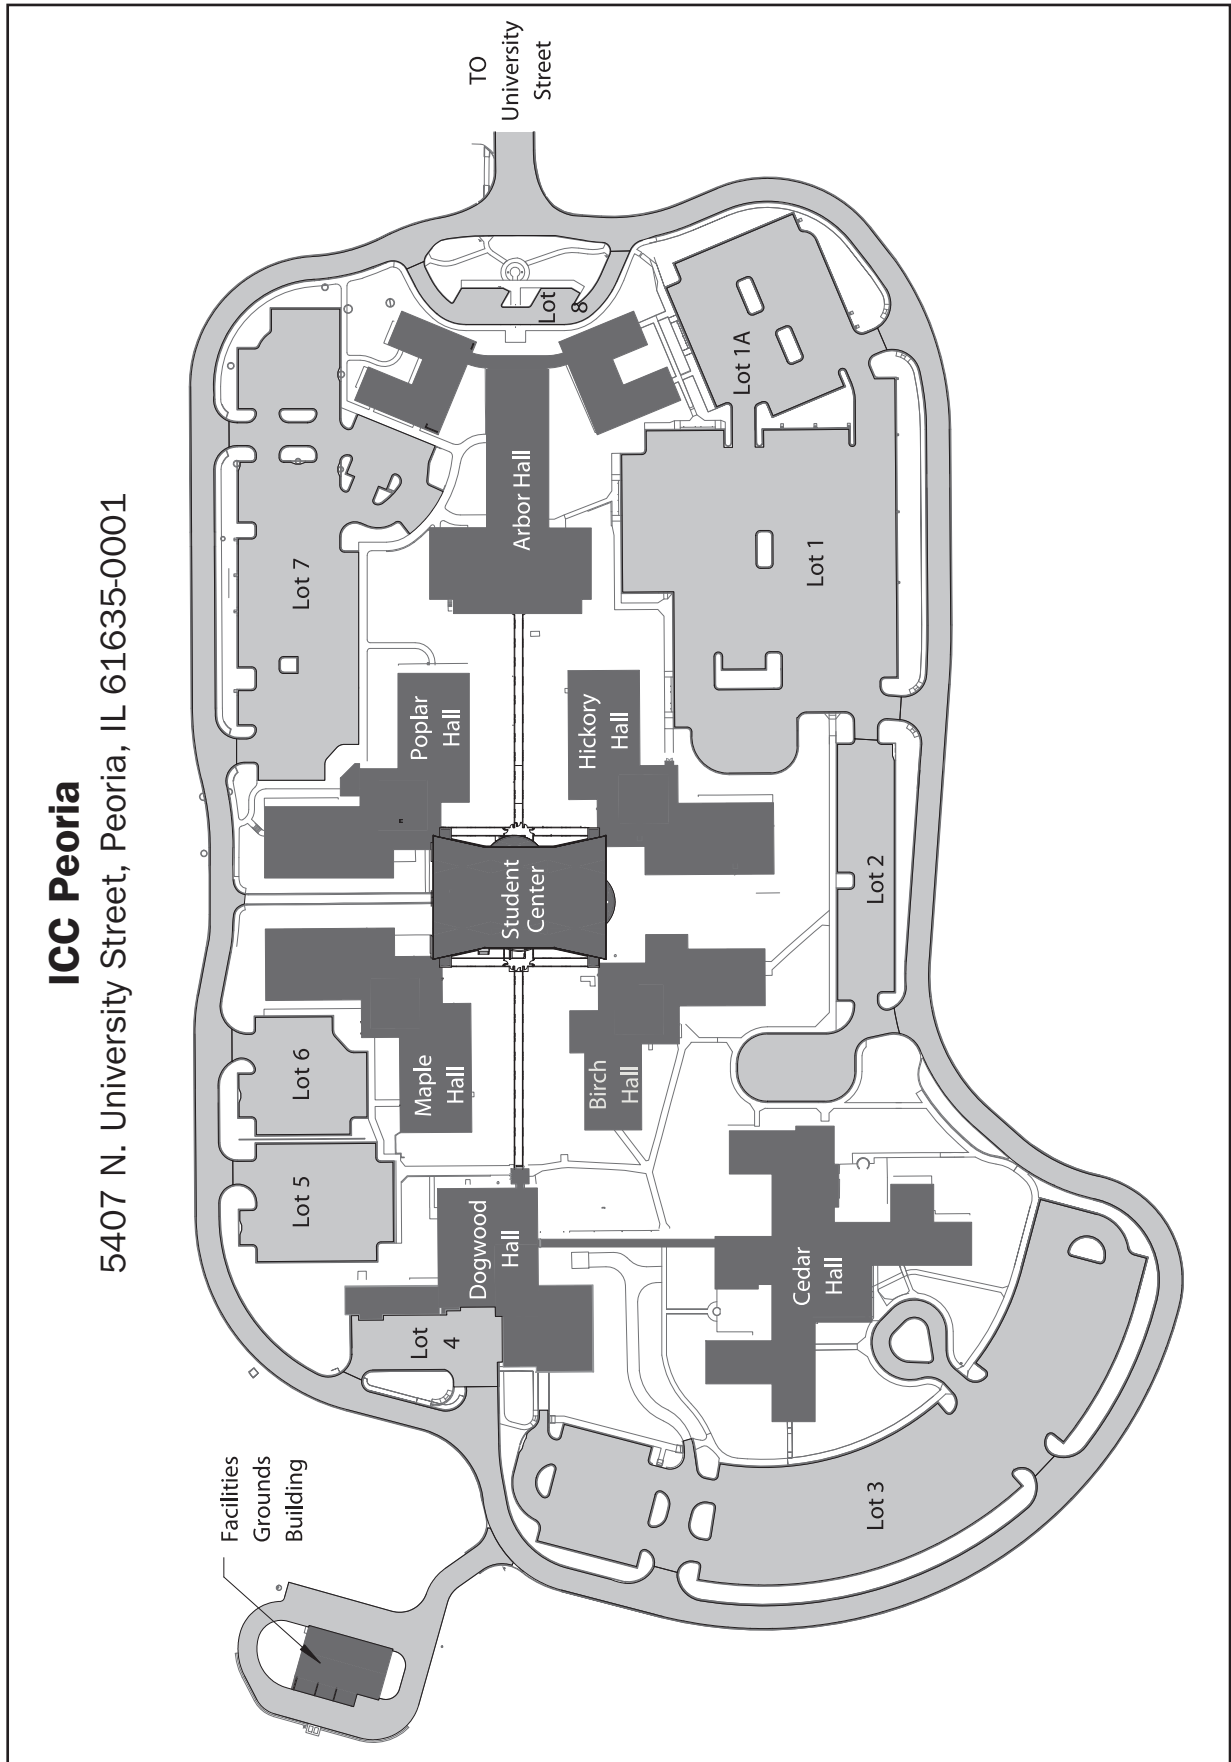 ICC Peoria
5407 N. University Street, Peoria, IL 61635-0001
Facilities
Grounds
Building
Lot 5
Lot 6
Lot 7
Lot
4
Dogwood
Hall
Maple
Hall
Poplar
Hall
Student
Center
Arbor Hall
Lot
8
TO
University
Street
Birch
Hall
Hickory
Hall
Cedar
Hall
Lot 3
Lot 2
Lot 1
Lot 1A